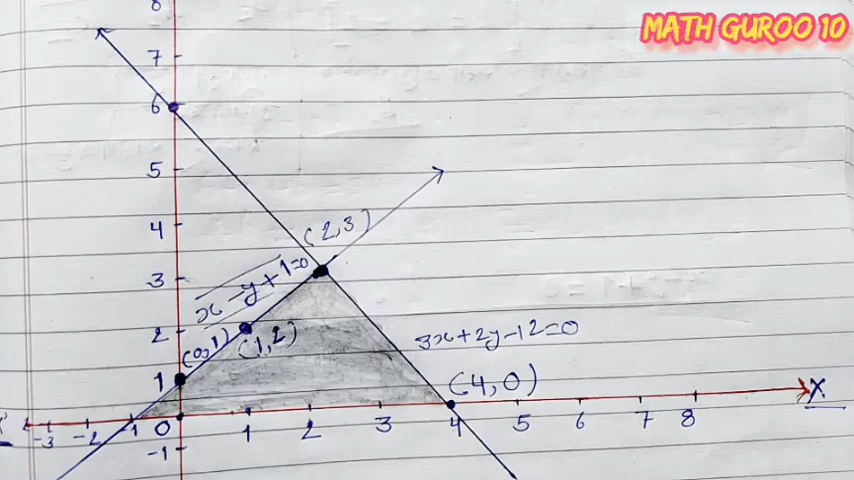 8
MATH GUROO 10
7
6
5
4
(2,3)
3
x-y+1=0
2
(0,1)
(1,2)
3x+2y-12=0
1
(4,0)
X
-3 -2 -1 0 1 2 3 4 5 6 7 8
-1